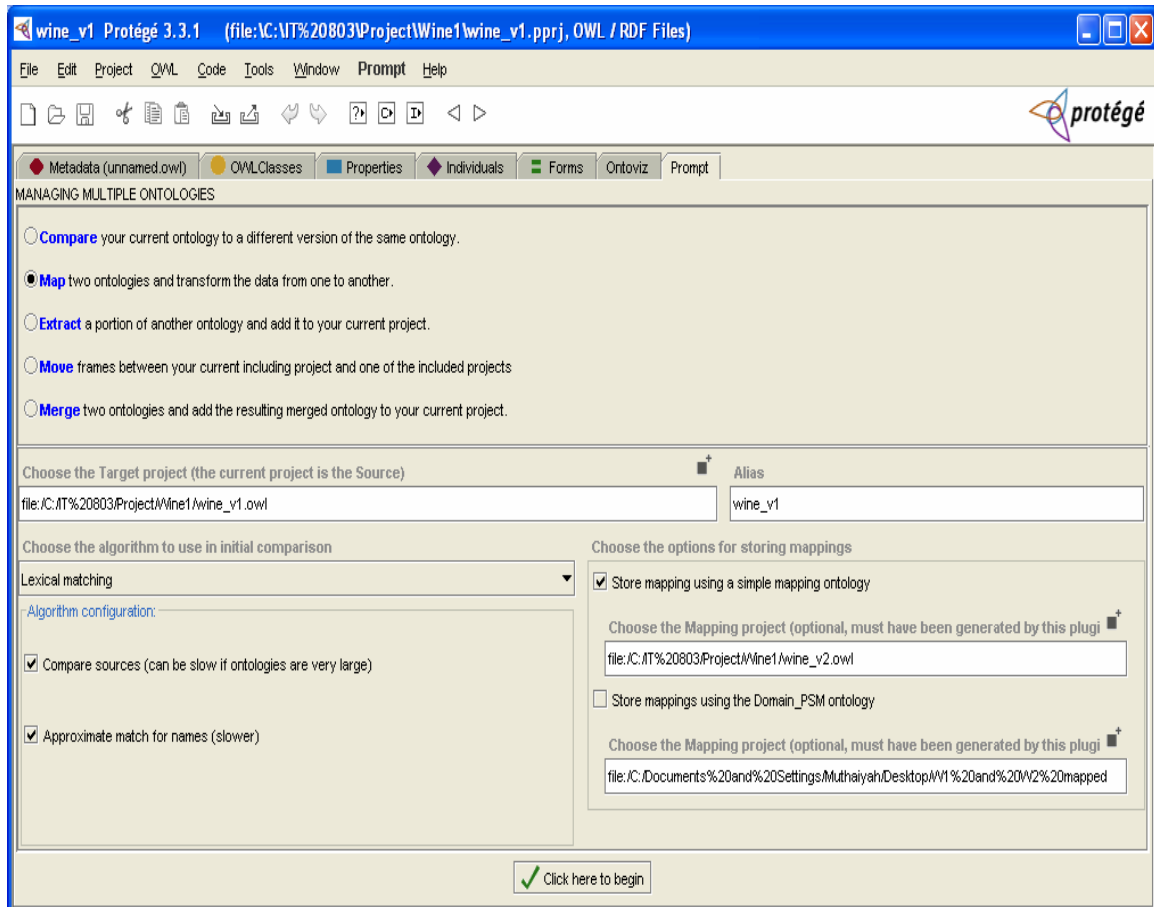 wine_v1 Protégé 3.3.1 (file:\C:\IT%20803\Project\Wine1\wine_v1.pprj, OWL / RDF Files)
File Edit Project OWL Code Tools Window Prompt Help
protégé
Metadata (unnamed.owl) OWLClasses Properties Individuals Forms Ontoviz Prompt
MANAGING MULTIPLE ONTOLOGIES
Compare your current ontology to a different version of the same ontology.
Map two ontologies and transform the data from one to another.
Extract a portion of another ontology and add it to your current project.
Move frames between your current including project and one of the included projects
Merge two ontologies and add the resulting merged ontology to your current project.
Choose the Target project (the current project is the Source) Alias
file:/C:/IT%20803/Project/Wine1/wine_v1.owl wine_v1
Choose the algorithm to use in initial comparison Choose the options for storing mappings
Lexical matching
Store mapping using a simple mapping ontology
Algorithm configuration:
Choose the Mapping project (optional, must have been generated by this plugi
Compare sources (can be slow if ontologies are very large) file:/C:/IT%20803/Project/Wine1/wine_v2.owl
Store mappings using the Domain_PSM ontology
Approximate match for names (slower) Choose the Mapping project (optional, must have been generated by this plugi
file:/C:/Documents%20and%20Settings/Muthaiyah/Desktop/W1%20and%20W2%20mapped
Click here to begin